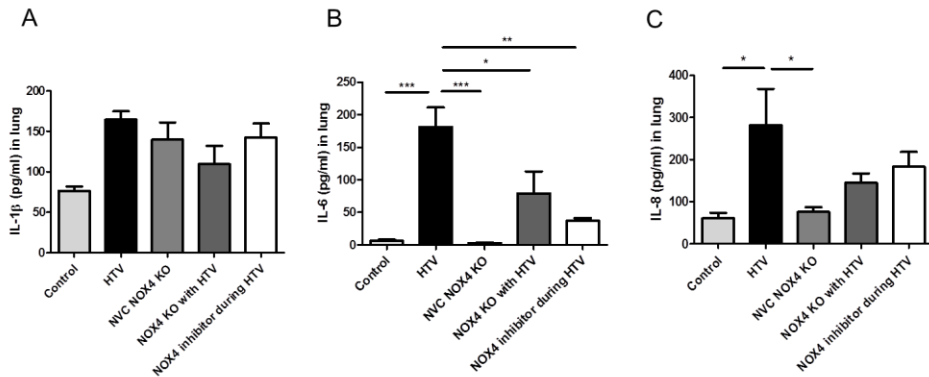 A
IL-1β (pg/ml) in lung
200
150
100
50
0
Control
HTV
NVC NOX4 KO
NOX4 KO with HTV
NOX4 inhibitor during HTV
B
**
*
*** ***
IL-6 (pg/ml) in lung
250
200
150
100
50
0
Control
HTV
NVC NOX4 KO
NOX4 KO with HTV
NOX4 inhibitor during HTV
C
* *
IL-8 (pg/ml) in lung
400
300
200
100
0
Control
HTV
NVC NOX4 KO
NOX4 KO with HTV
NOX4 inhibitor during HTV